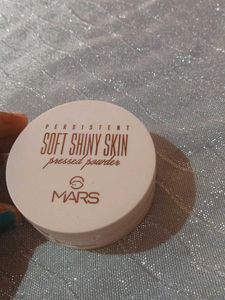 PERSISTENT
SOFT SHINY SKIN
pressed powder
MARS